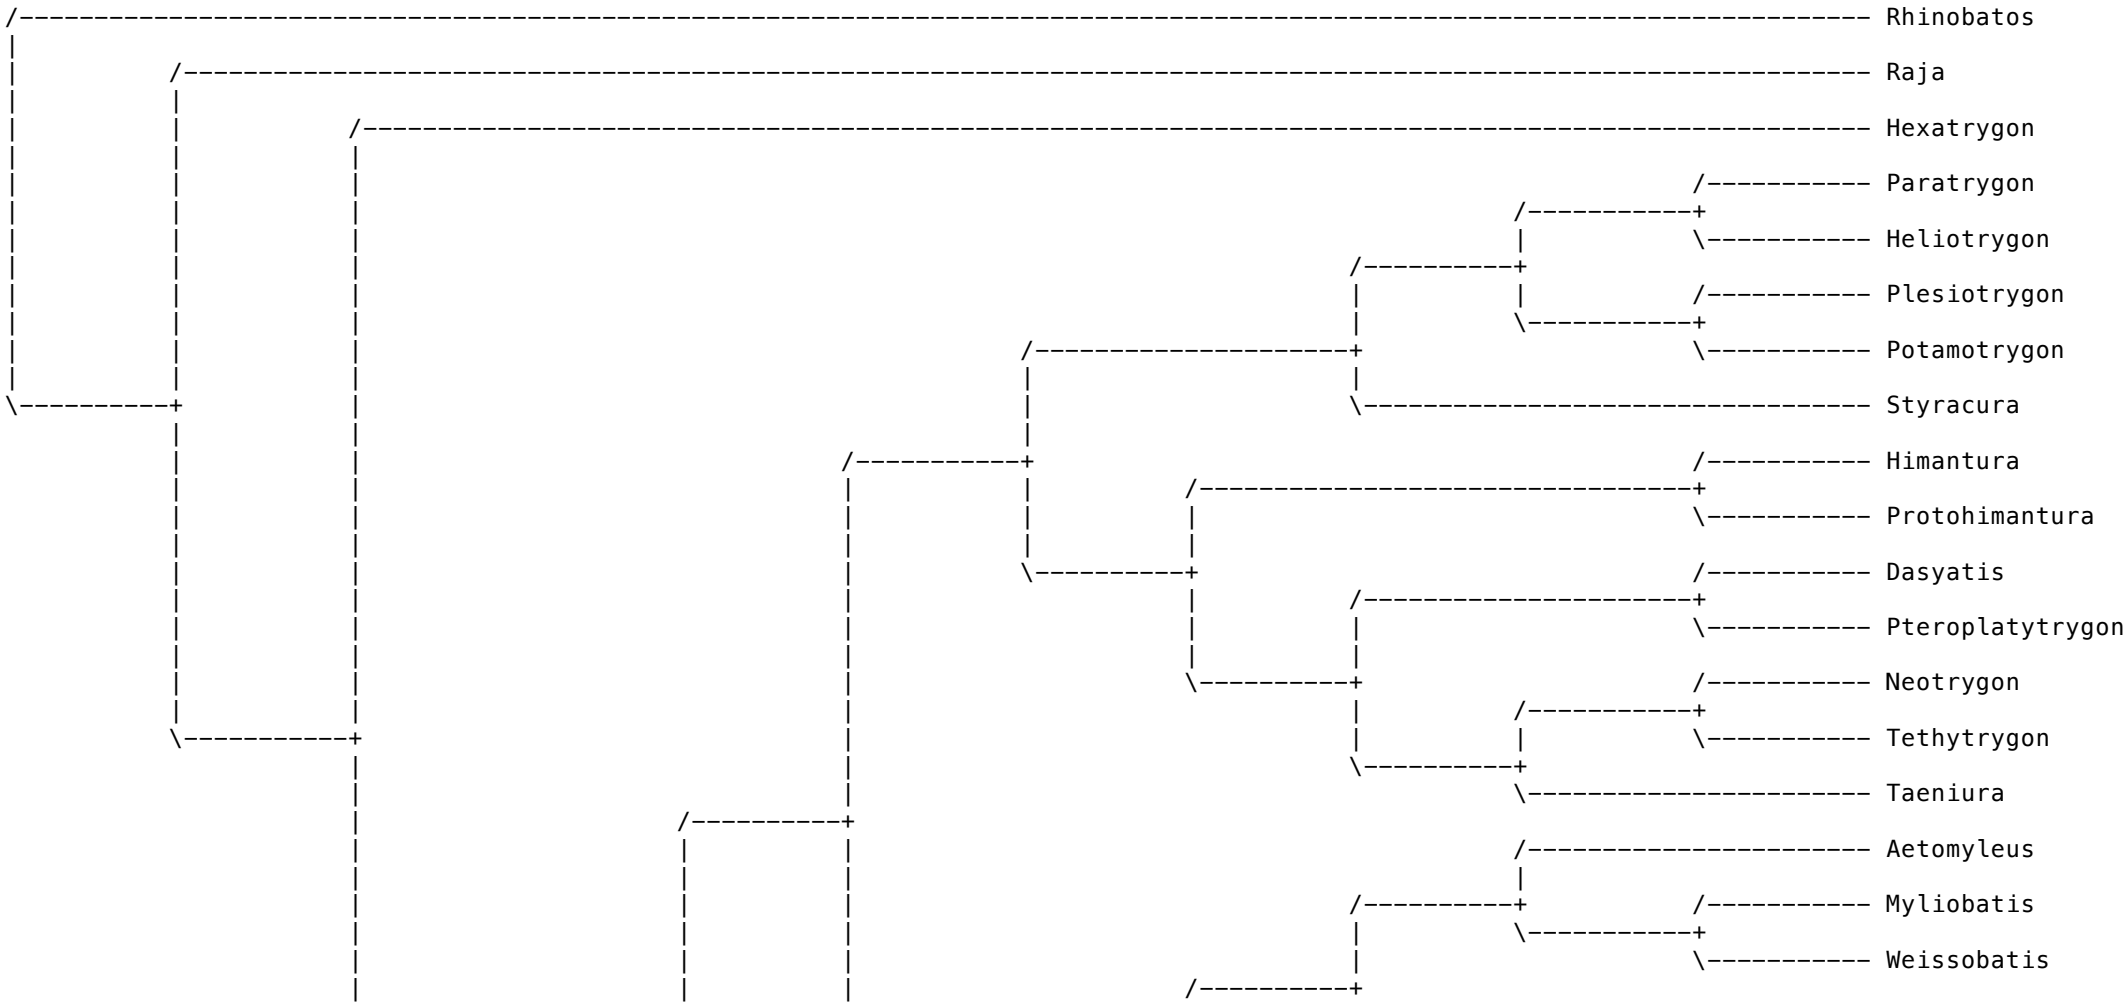 Rhinobatos
Raja
Hexatrygon
Paratrygon
Heliotrygon
Plesiotrygon
Potamotrygon
Styracura
Himantura
Protohimantura
Dasyatis
Pteroplatytrygon
Neotrygon
Tethytrygon
Taeniura
Aetomyleus
Myliobatis
Weissobatis